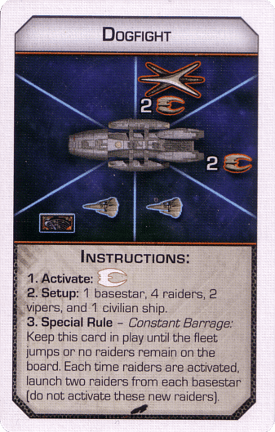 DOGFIGHT
2
2
INSTRUCTIONS:
1. Activate:
2. Setup: 1 basestar, 4 raiders, 2
vipers, and 1 civilian ship.
3. Special Rule – Constant Barrage:
Keep this card in play until the fleet
jumps or no raiders remain on the
board. Each time raiders are activated,
launch two raiders from each basestar
(do not activate these new raiders).